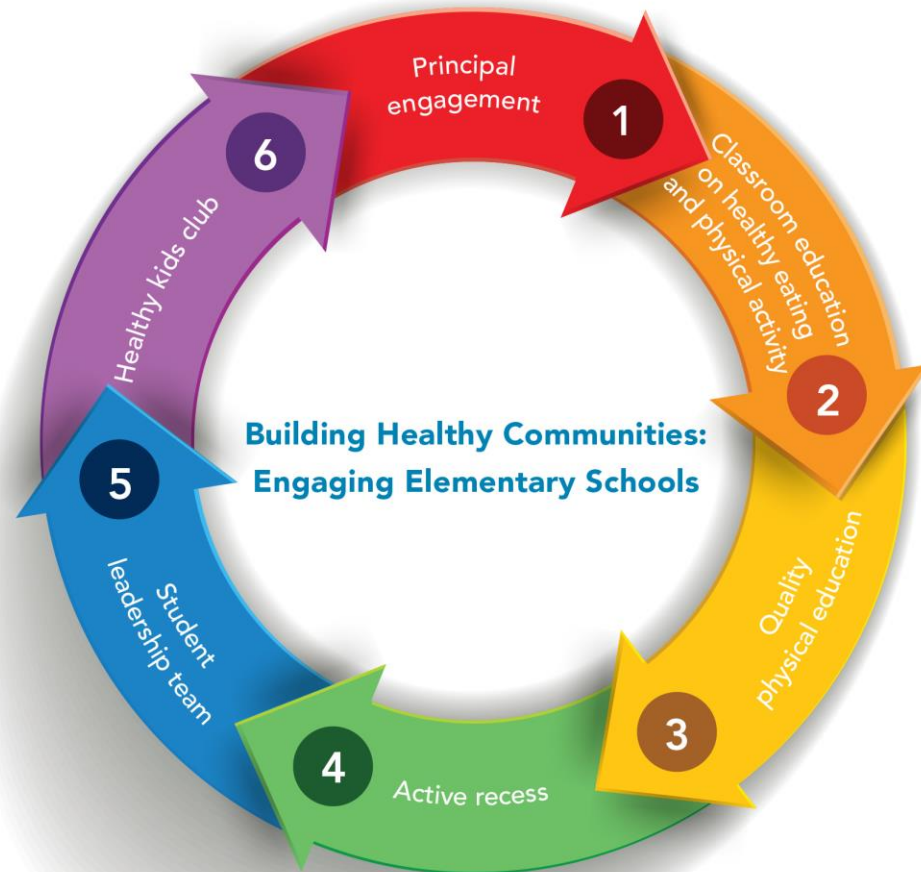 Building Healthy Communities:
Engaging Elementary Schools
Principal
engagement
1
Classroom education
on healthy eating
and physical activity
2
Quality
physical education
3
Active recess
4
Student
leadership team
5
Healthy kids club
6